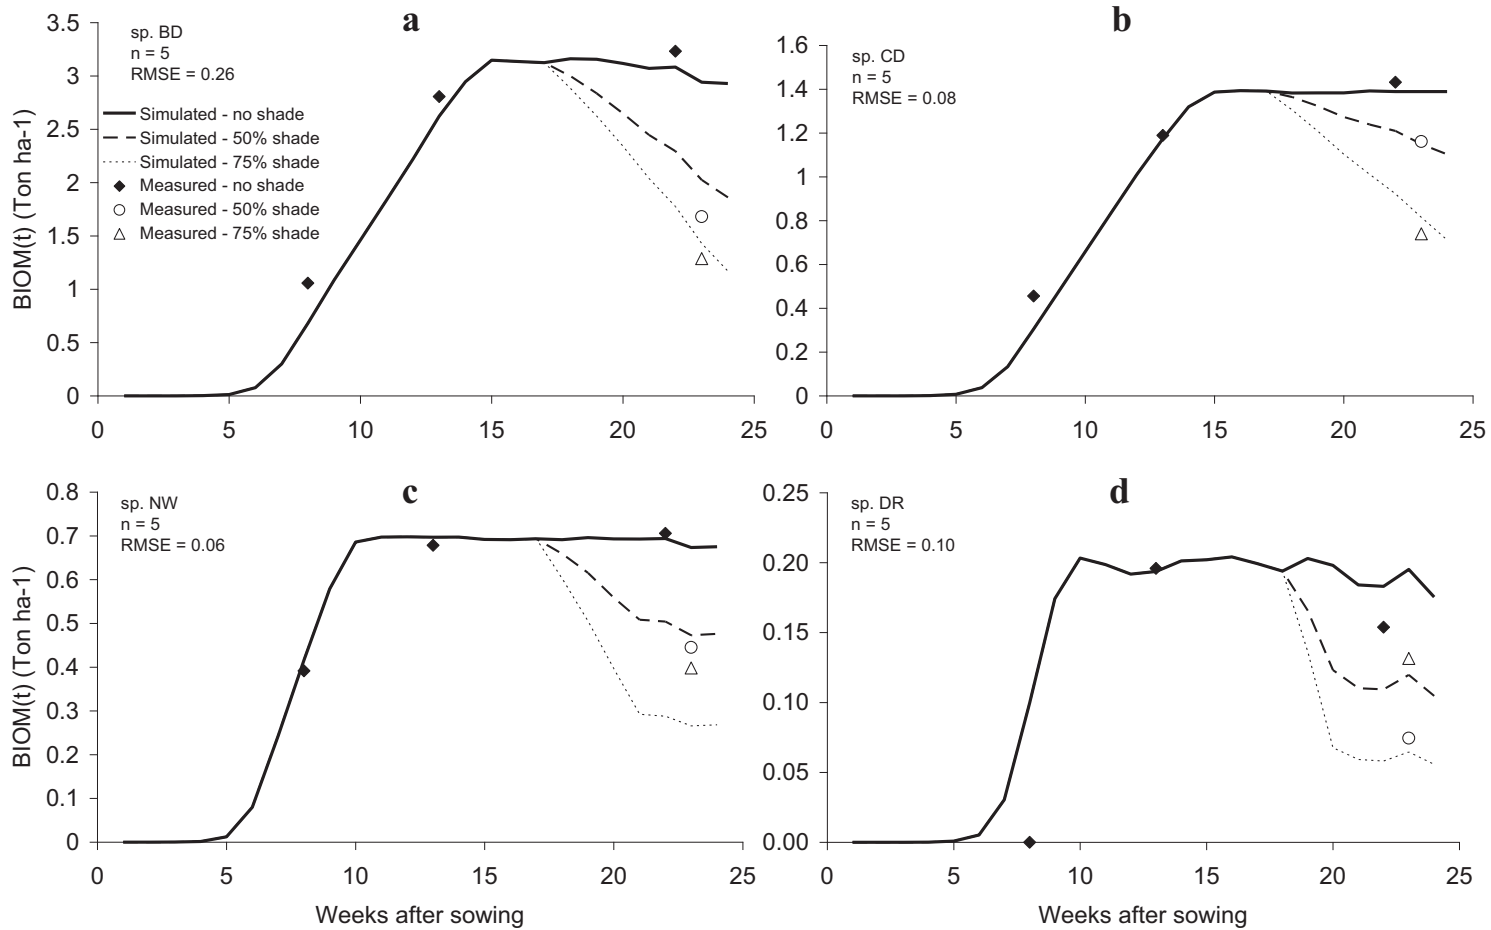 a
sp. BD
n = 5
RMSE = 0.26
Simulated - no shade
Simulated - 50% shade
Simulated - 75% shade
Measured - no shade
Measured - 50% shade
Measured - 75% shade
BIOM(t) (Ton ha-1)
3.5
3
2.5
2
1.5
1
0.5
0
0 5 10 15 20 25
b
sp. CD
n = 5
RMSE = 0.08
1.6
1.4
1.2
1
0.8
0.6
0.4
0.2
0
0 5 10 15 20 25
c
sp. NW
n = 5
RMSE = 0.06
BIOM(t) (Ton ha-1)
0.8
0.7
0.6
0.5
0.4
0.3
0.2
0.1
0
0 5 10 15 20 25
Weeks after sowing
d
sp. DR
n = 5
RMSE = 0.10
0.25
0.20
0.15
0.10
0.05
0.00
0 5 10 15 20 25
Weeks after sowing